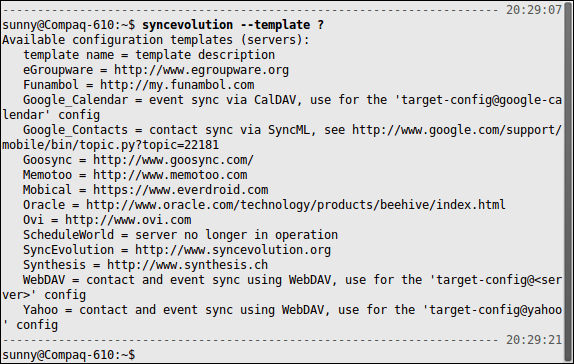 -------------------------------------------------------------------------- 20:29:07
sunny@Compaq-610:~$ syncevolution --template ?
Available configuration templates (servers):
   template name = template description
   eGroupware = http://www.egroupware.org
   Funambol = http://my.funambol.com
   Google_Calendar = event sync via CalDAV, use for the 'target-config@google-ca
lendar' config
   Google_Contacts = contact sync via SyncML, see http://www.google.com/support/
mobile/bin/topic.py?topic=22181
   Goosync = http://www.goosync.com/
   Memotoo = http://www.memotoo.com
   Mobical = https://www.everdroid.com
   Oracle = http://www.oracle.com/technology/products/beehive/index.html
   Ovi = http://www.ovi.com
   ScheduleWorld = server no longer in operation
   SyncEvolution = http://www.syncevolution.org
   Synthesis = http://www.synthesis.ch
   WebDAV = contact and event sync using WebDAV, use for the 'target-config@<ser
ver>' config
   Yahoo = contact and event sync using WebDAV, use for the 'target-config@yahoo
' config
-------------------------------------------------------------------------- 20:29:21
sunny@Compaq-610:~$